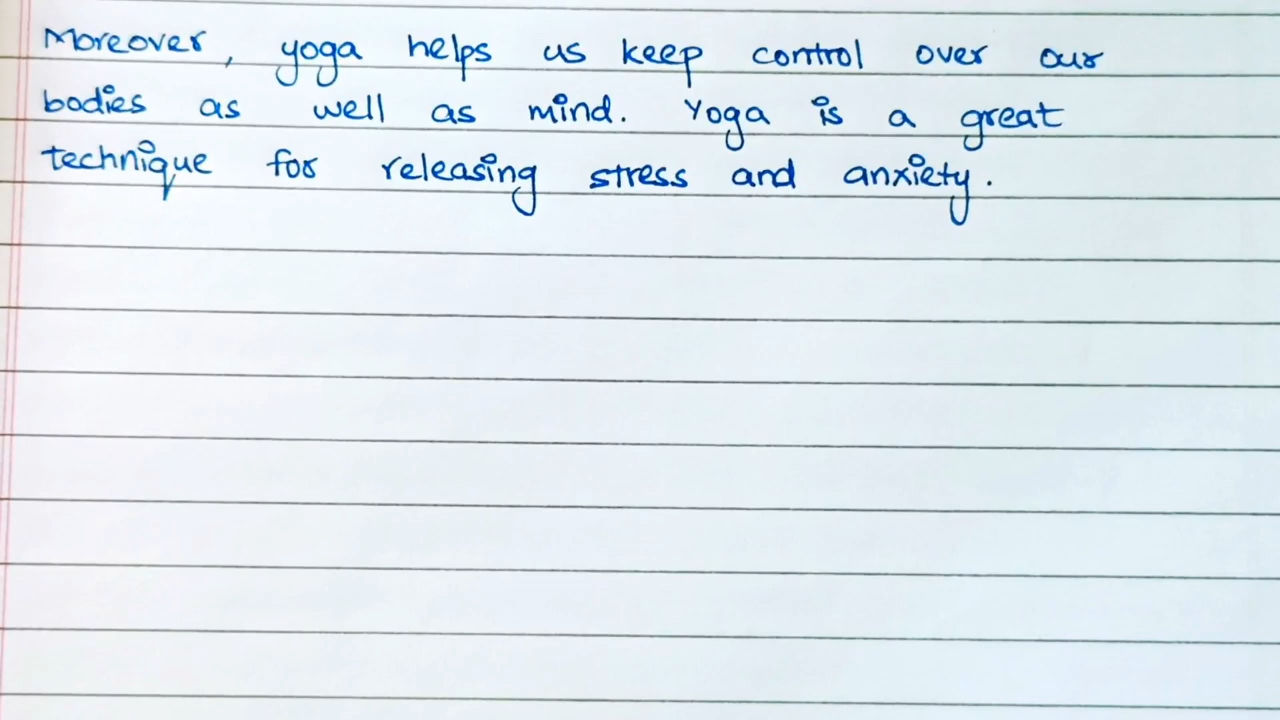 Moreover, yoga helps us keep control over our
bodies as well as mind. Yoga is a great
technique for releasing stress and anxiety.